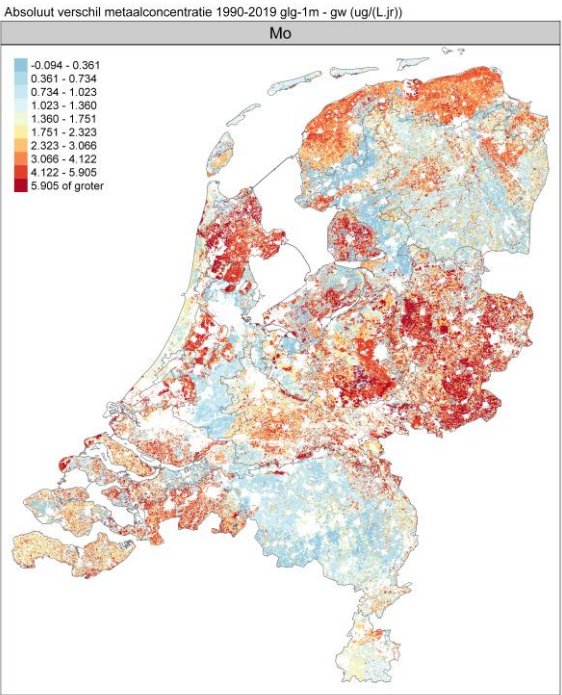 Absoluut verschil metaalconcentratie 1990-2019 glg-1m - gw (ug/(L.jr))
Mo
-0.094 - 0.361
0.361 - 0.734
0.734 - 1.023
1.023 - 1.360
1.360 - 1.751
1.751 - 2.323
2.323 - 3.066
3.066 - 4.122
4.122 - 5.905
5.905 of groter